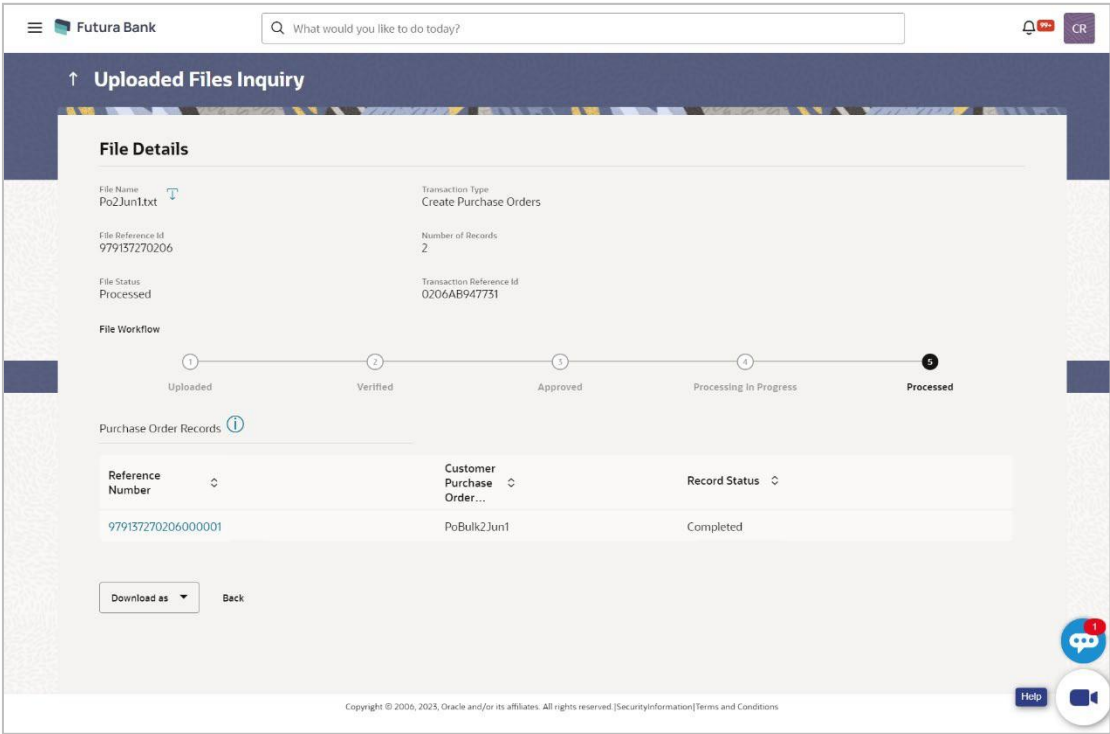 Futura Bank
What would you like to do today?
99+
CR
↑ Uploaded Files Inquiry
File Details
File Name
Po2Jun1.txt
Transaction Type
Create Purchase Orders
File Reference Id
979137270206
Number of Records
2
File Status
Processed
Transaction Reference Id
0206AB947731
File Workflow
1
2
3
4
5
Uploaded
Verified
Approved
Processing In Progress
Processed
Purchase Order Records
Reference
Number
Customer
Purchase
Order...
Record Status
979137270206000001
PoBulk2Jun1
Completed
Download as
Back
1
Help
Copyright © 2006, 2023, Oracle and/or its affiliates. All rights reserved.|SecurityInformation|Terms and Conditions